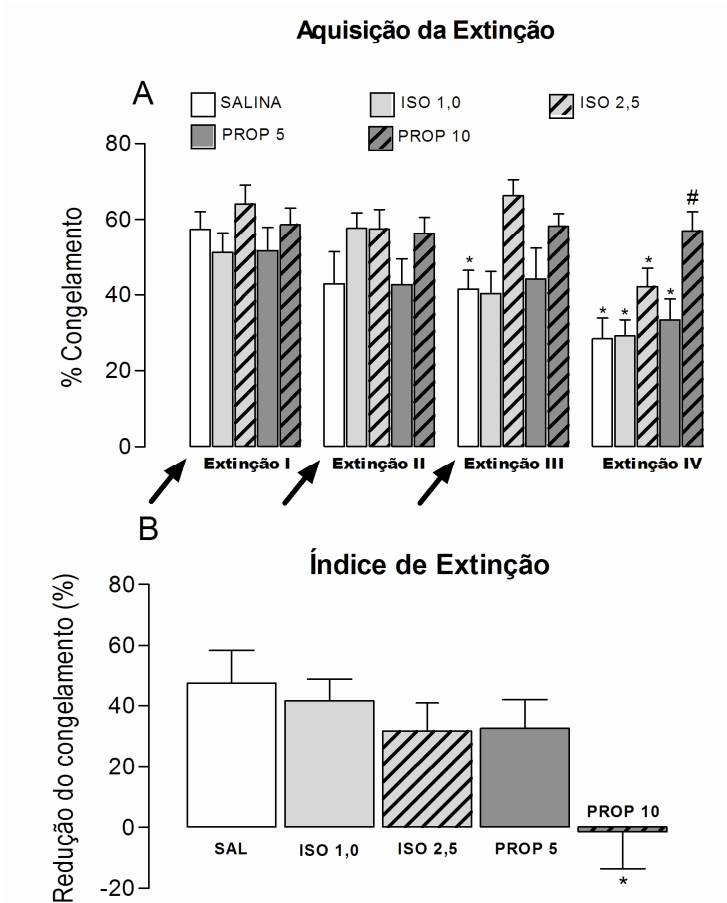 Aquisição da Extinção
A
SALINA
ISO 1,0
ISO 2,5
PROP 5
PROP 10
% Congelamento
80
60
40
20
0
*
*
*
*
*
#
Extinção I
Extinção II
Extinção III
Extinção IV
B
Índice de Extinção
Redução do congelamento (%)
80
60
40
20
0
-20
SAL
ISO 1,0
ISO 2,5
PROP 5
PROP 10
*